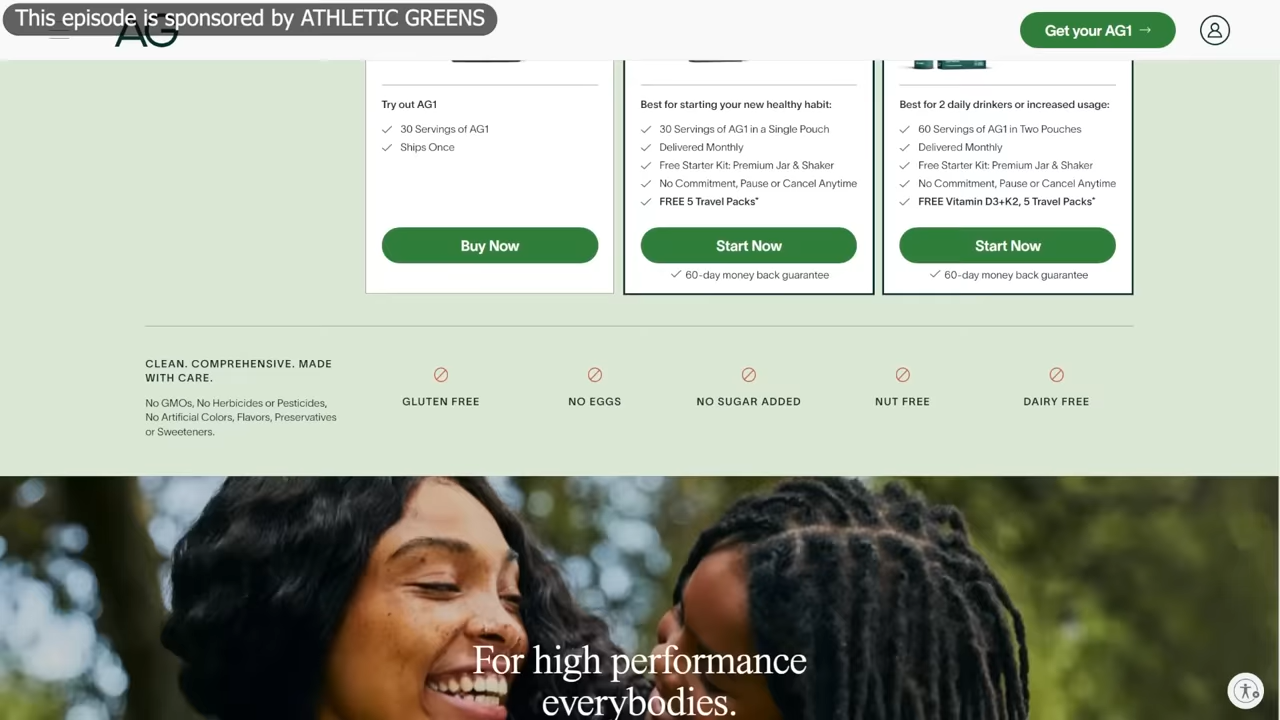 This episode is sponsored by ATHLETIC GREENS
AG
Get your AG1 →
Try out AG1
30 Servings of AG1
Ships Once
Buy Now
Best for starting your new healthy habit:
30 Servings of AG1 in a Single Pouch
Delivered Monthly
Free Starter Kit: Premium Jar & Shaker
No Commitment, Pause or Cancel Anytime
FREE 5 Travel Packs*
Start Now
60-day money back guarantee
Best for 2 daily drinkers or increased usage:
60 Servings of AG1 in Two Pouches
Delivered Monthly
Free Starter Kit: Premium Jar & Shaker
No Commitment, Pause or Cancel Anytime
FREE Vitamin D3+K2, 5 Travel Packs*
Start Now
60-day money back guarantee
CLEAN. COMPREHENSIVE. MADE
WITH CARE.
No GMOs, No Herbicides or Pesticides,
No Artificial Colors, Flavors, Preservatives
or Sweeteners.
GLUTEN FREE
NO EGGS
NO SUGAR ADDED
NUT FREE
DAIRY FREE
For high performance
everybodies.